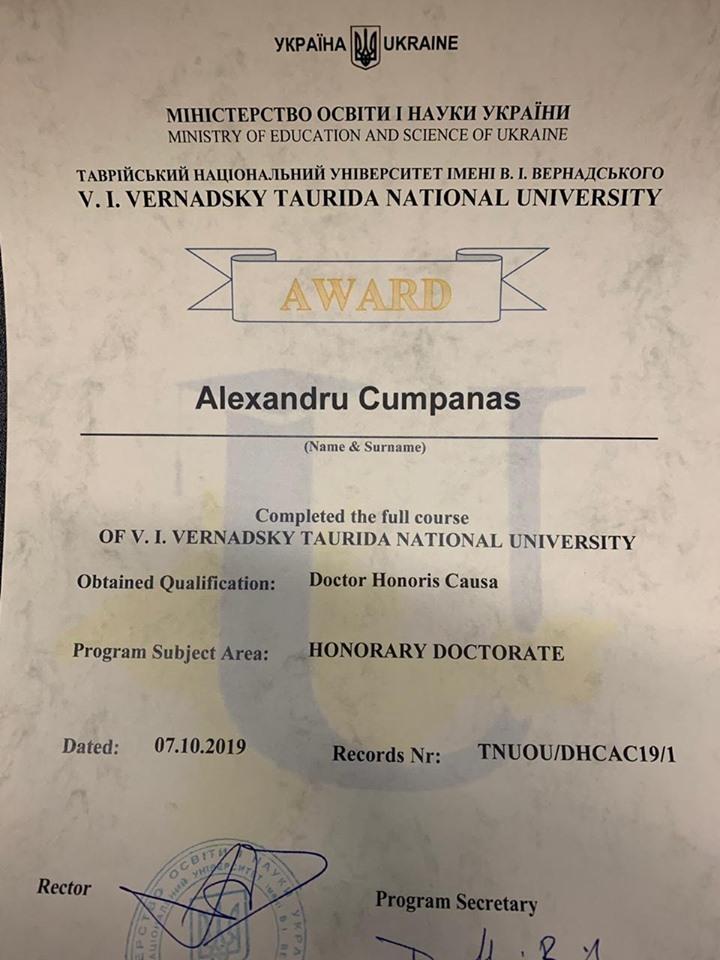 УКРАЇНА UKRAINE
МІНІСТЕРСТВО ОСВІТИ І НАУКИ УКРАЇНИ
MINISTRY OF EDUCATION AND SCIENCE OF UKRAINE
ТАВРІЙСЬКИЙ НАЦІОНАЛЬНИЙ УНІВЕРСИТЕТ ІМЕНІ В. І. ВЕРНАДСЬКОГО
V. I. VERNADSKY TAURIDA NATIONAL UNIVERSITY
AWARD
Alexandru Cumpanas
(Name & Surname)
Completed the full course
OF V. I. VERNADSKY TAURIDA NATIONAL UNIVERSITY
Obtained Qualification: Doctor Honoris Causa
Program Subject Area: HONORARY DOCTORATE
Dated: 07.10.2019 Records Nr: TNUOU/DHCAC19/1
Rector
Program Secretary